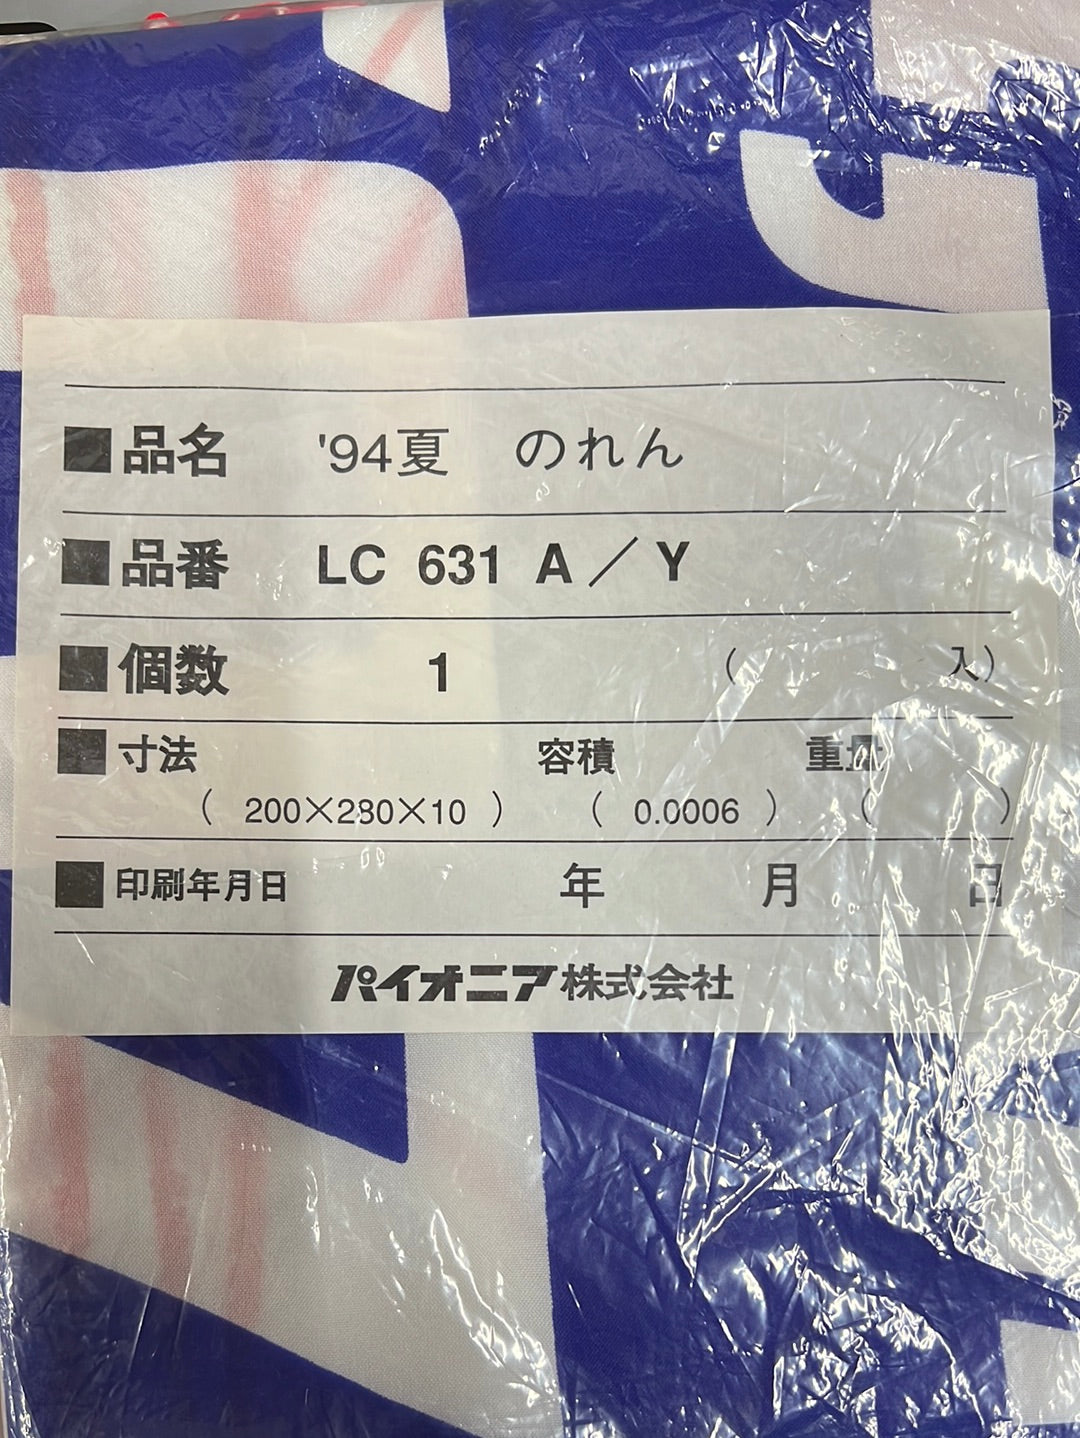 ■品名 '94夏 のれん
■品番 LC 631 A／Y
■個数 1 ( 入)
■寸法 容積 重量
( 200×280×10 ) ( 0.0006 ) ( )
■印刷年月日 年 月 日
パイオニア株式会社